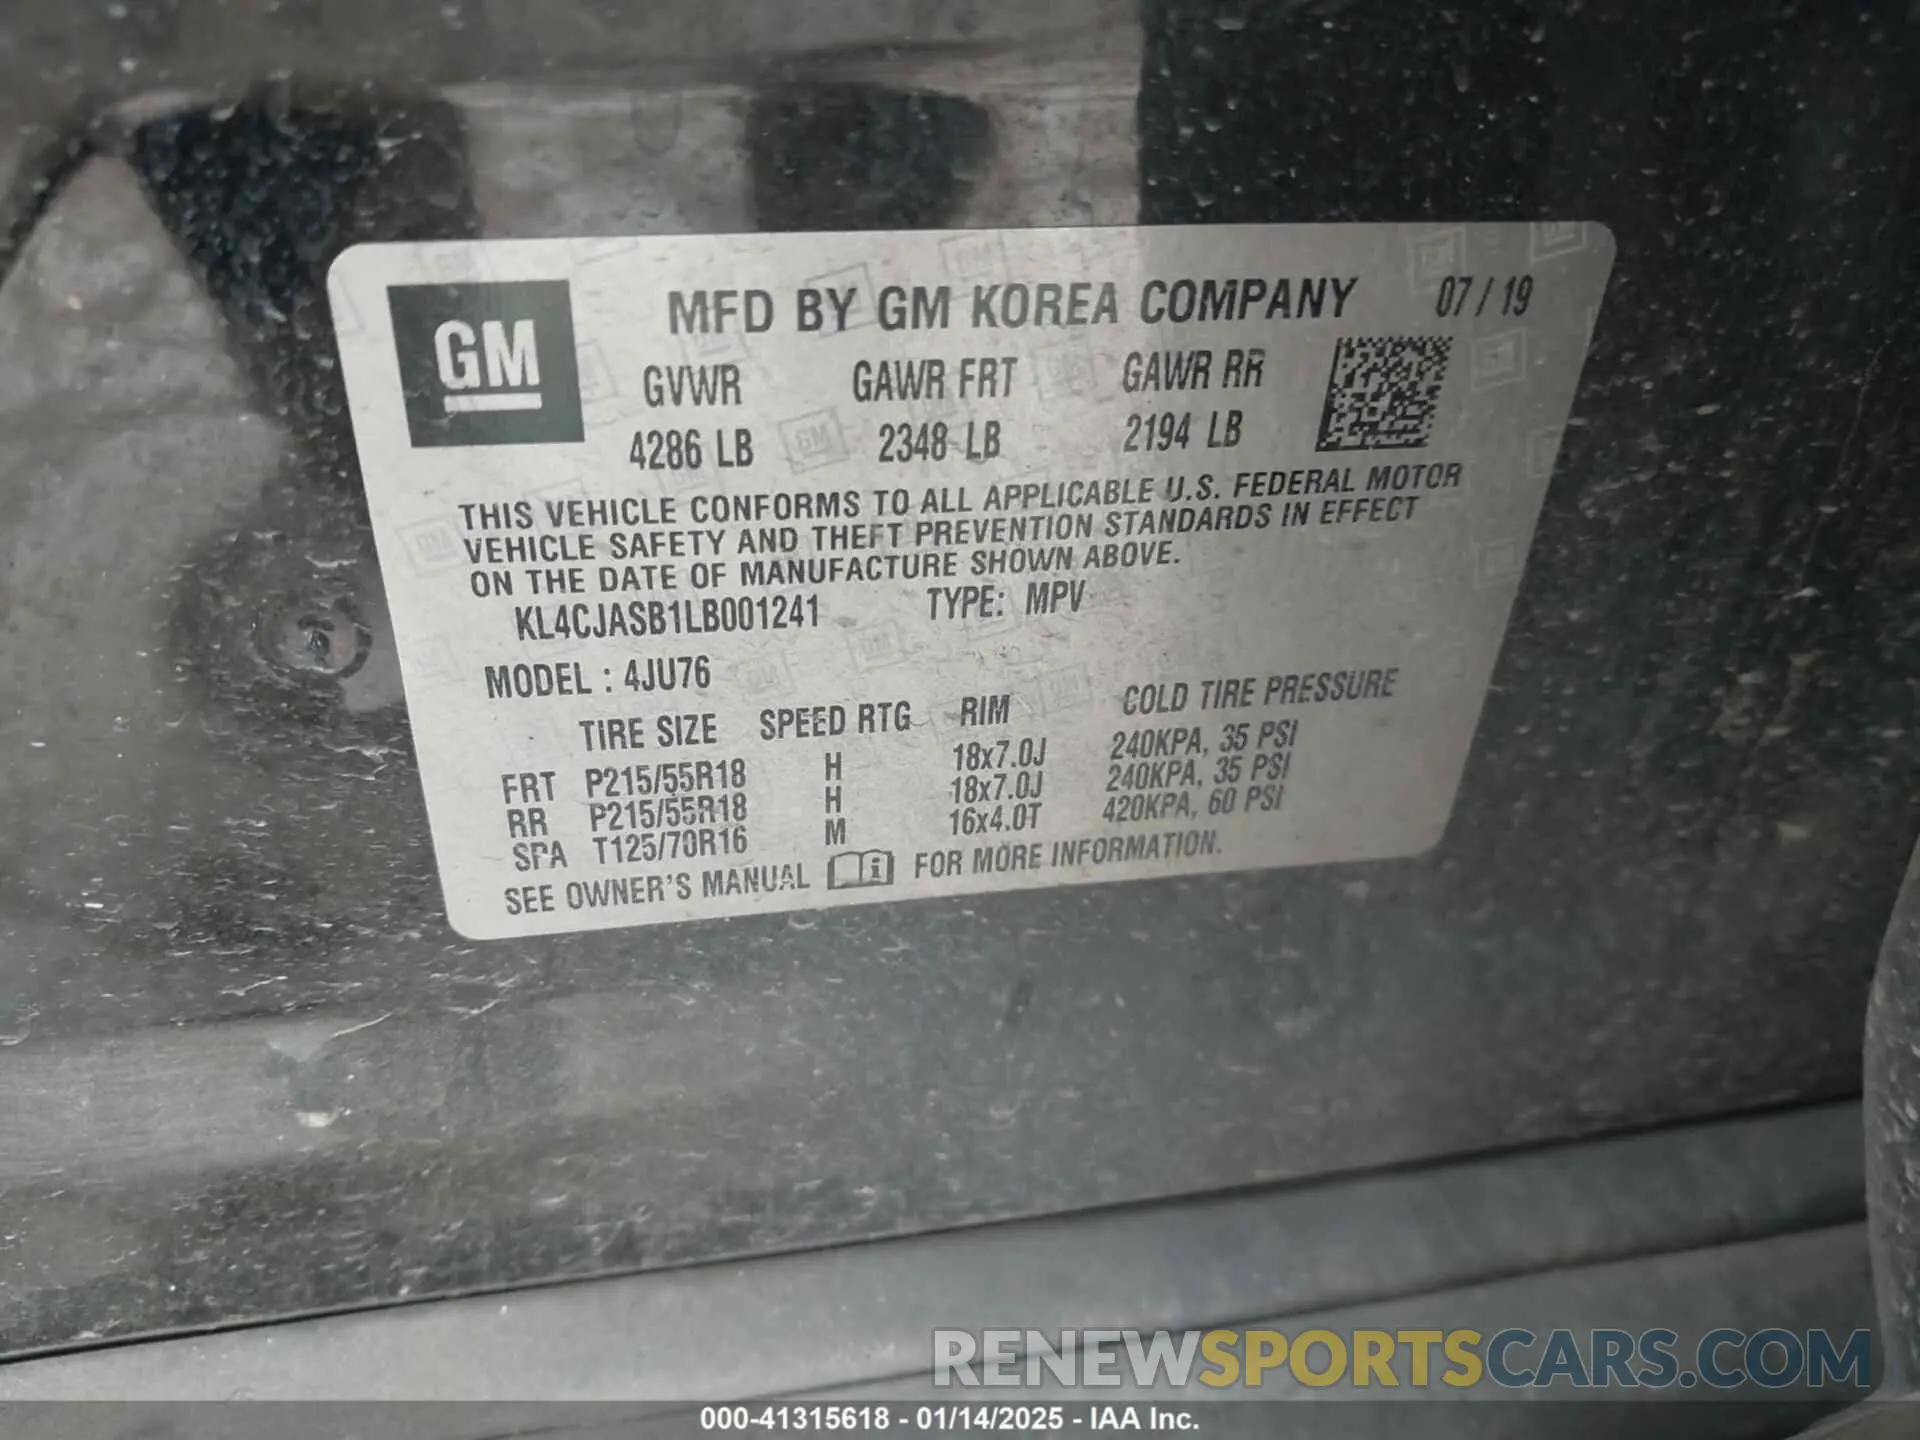 GM
MFD BY GM KOREA COMPANY 07 / 19
GVWR GAWR FRT GAWR RR
4286 LB 2348 LB 2194 LB
THIS VEHICLE CONFORMS TO ALL APPLICABLE U.S. FEDERAL MOTOR
VEHICLE SAFETY AND THEFT PREVENTION STANDARDS IN EFFECT
ON THE DATE OF MANUFACTURE SHOWN ABOVE.
KL4CJASB1LB001241 TYPE: MPV
MODEL : 4JU76
TIRE SIZE SPEED RTG RIM COLD TIRE PRESSURE
FRT P215/55R18 H 18x7.0J 240KPA, 35 PSI
RR P215/55R18 H 18x7.0J 240KPA, 35 PSI
SPA T125/70R16 M 16x4.0T 420KPA, 60 PSI
SEE OWNER'S MANUAL FOR MORE INFORMATION.
RENEWSPORTSCARS.COM
000-41315618 - 01/14/2025 - IAA Inc.